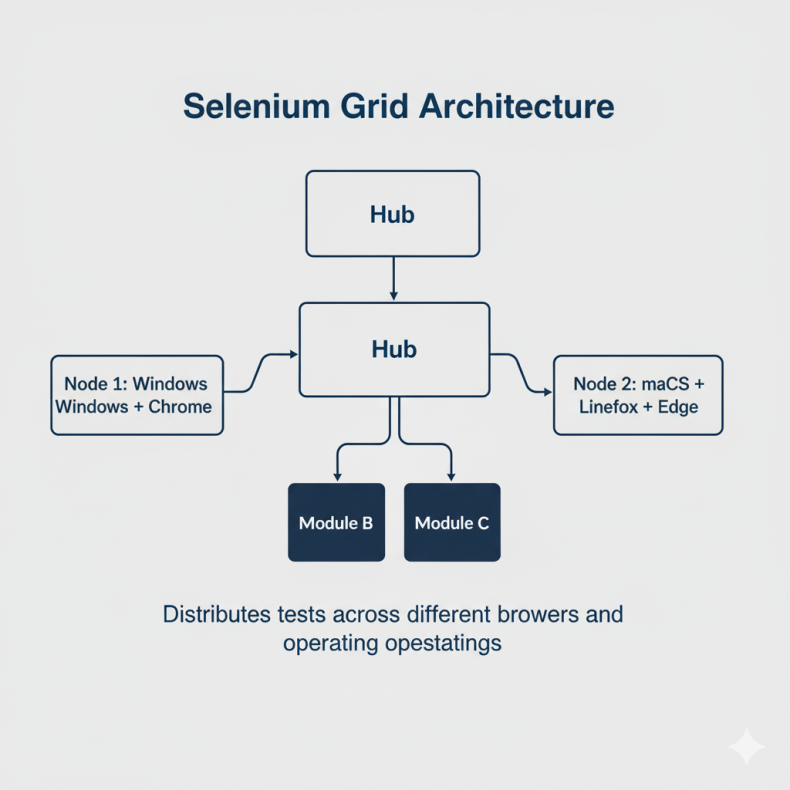 Selenium Grid Architecture
Hub
Hub
Node 1: Windows
Windows + Chrome
Node 2: maCS +
Linefox + Edge
Module B
Module C
Distributes tests across different browers and
operating opestatings